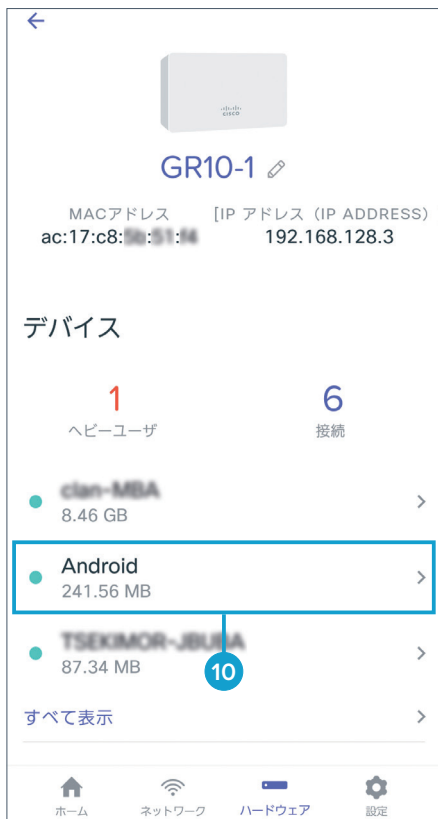 CISCO
GR10-1
MACアドレス
[IP アドレス（IP ADDRESS)
ac:17:c8:
192.168.128.3
デバイス
1
6
ヘビーユーザ
接続
8.46 GB
Android
241.56 MB
87.34 MB
10
すべて表示
ホーム
ネットワーク
ハードウェア
設定